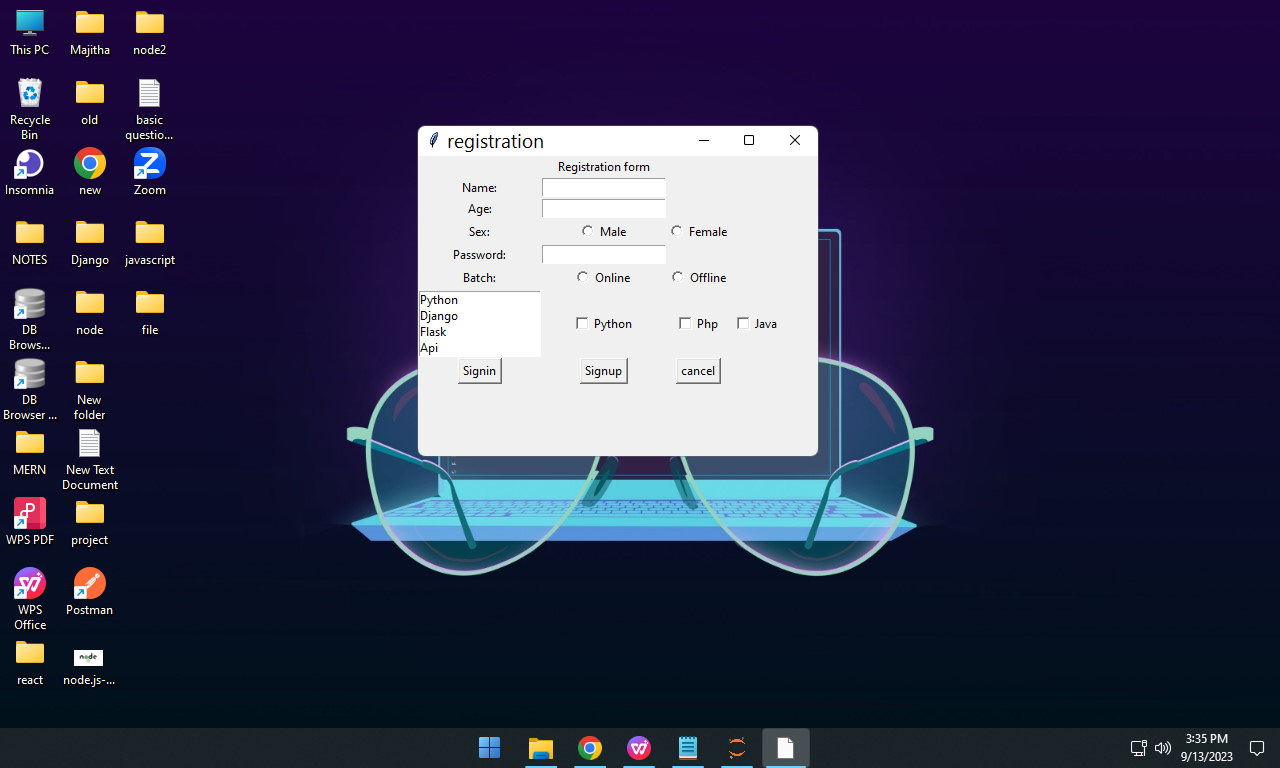 This PC
Majitha
node2
Recycle
Bin
old
basic
questio...
Insomnia
new
Zoom
NOTES
Django
javascript
DB
Brows...
node
file
DB
Browser ...
New
folder
MERN
New Text
Document
WPS PDF
project
WPS
Office
Postman
react
node
node.js-...
registration
Registration form
Name:
Age:
Sex:
Male
Female
Password:
Batch:
Online
Offline
Python
Django
Flask
Api
Python
Php
Java
Signin
Signup
cancel
3:35 PM
9/13/2023